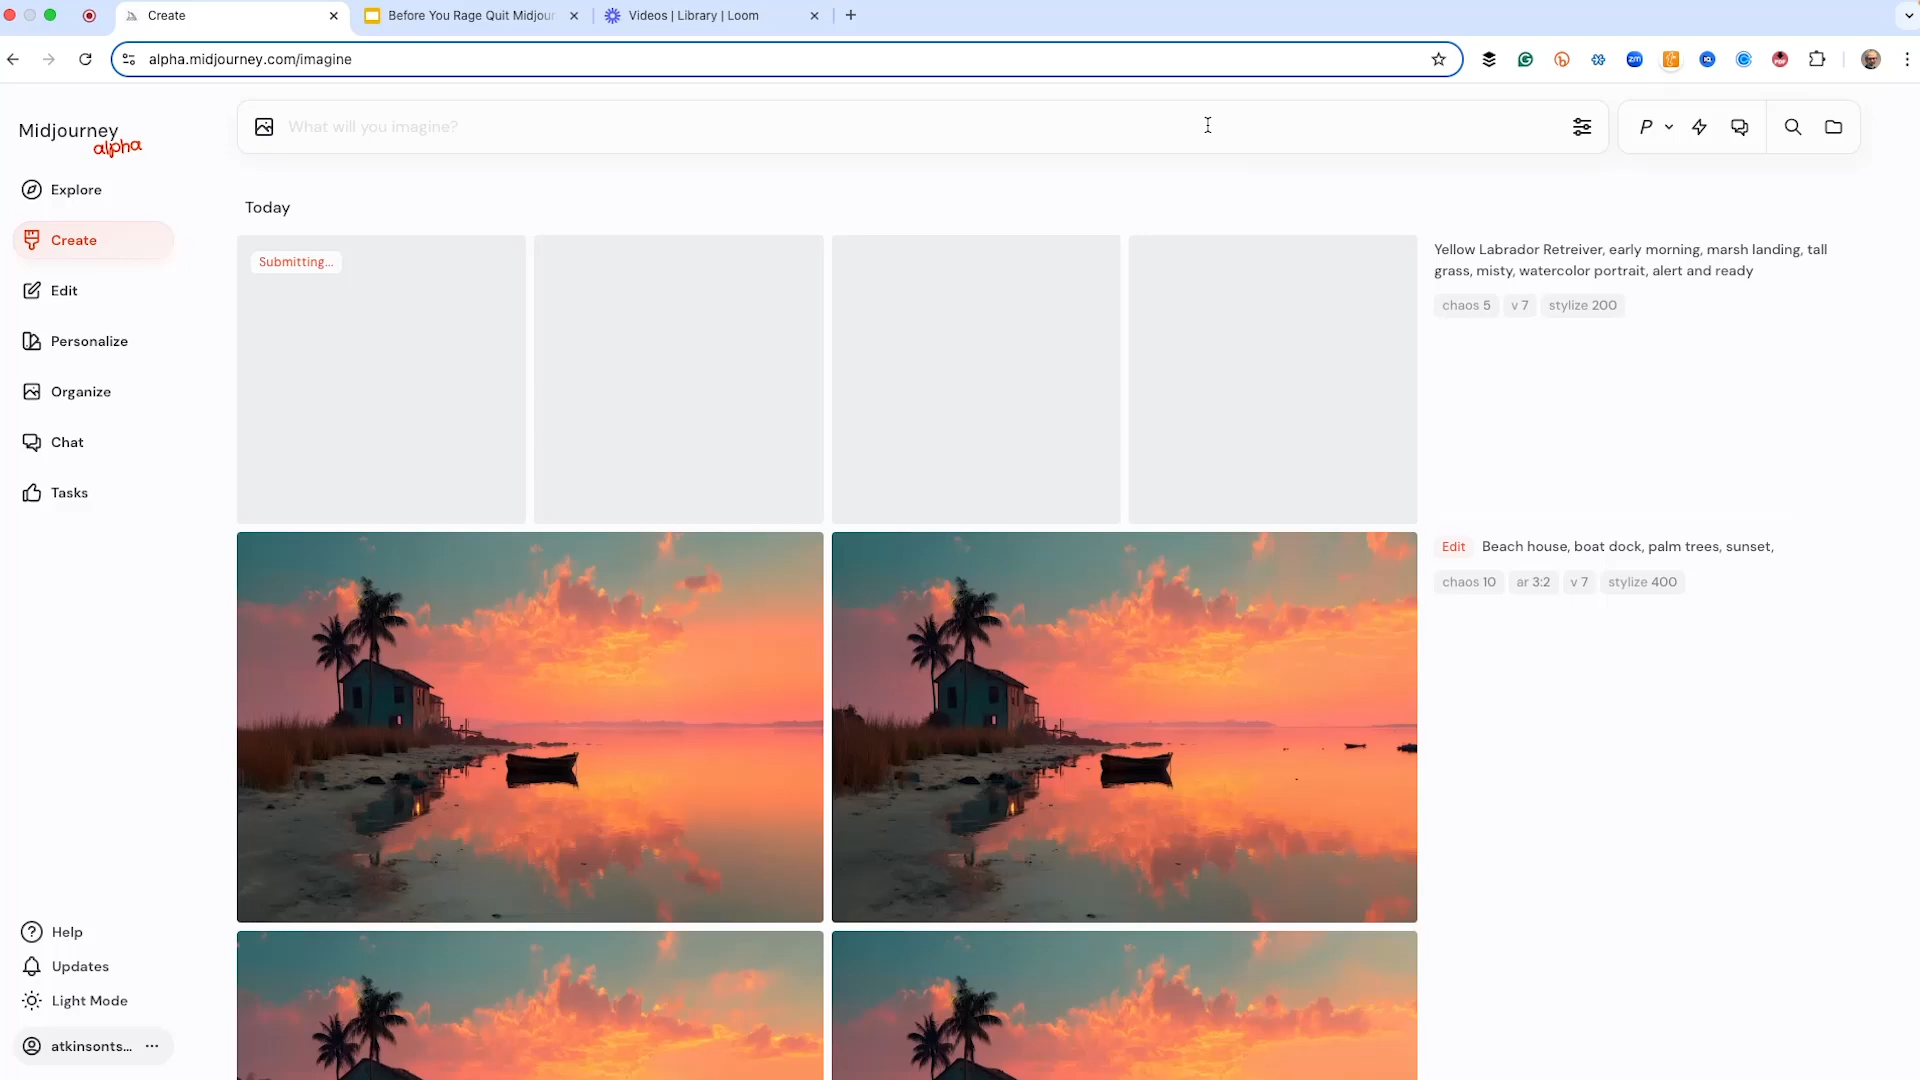 Create
Before You Rage Quit Midjour
Videos | Library | Loom
alpha.midjourney.com/imagine
Midjourney
alpha
What will you imagine?
P
Explore
Create
Edit
Personalize
Organize
Chat
Tasks
Today
Submitting...
Yellow Labrador Retreiver, early morning, marsh landing, tall
grass, misty, watercolor portrait, alert and ready
chaos 5 v 7 stylize 200
Edit Beach house, boat dock, palm trees, sunset,
chaos 10 ar 3:2 v 7 stylize 400
Help
Updates
Light Mode
atkinsonts...